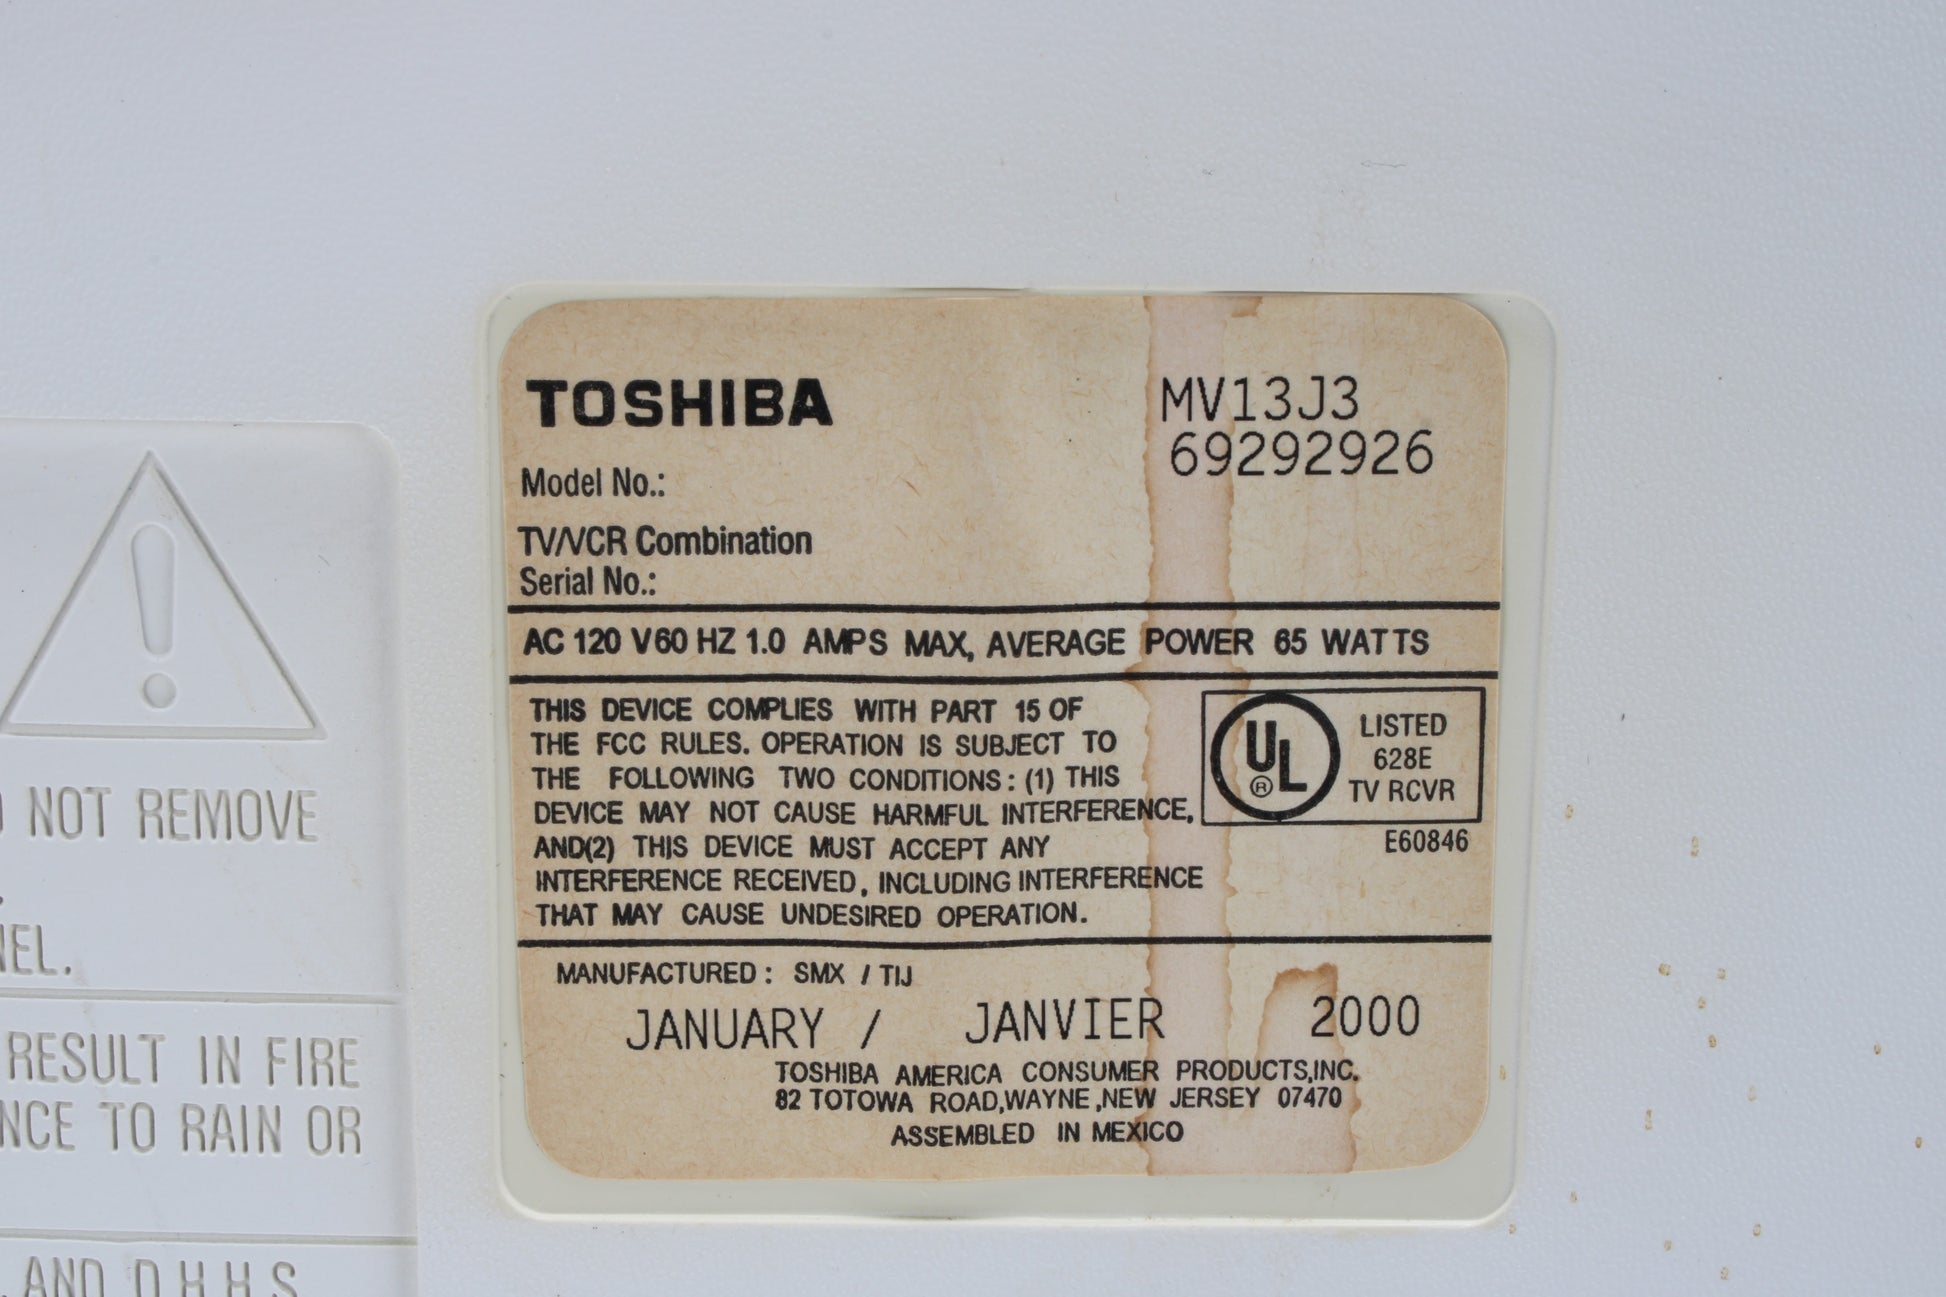 TOSHIBA
MV13J3
69292926
Model No.:
TV/VCR Combination
Serial No.:
AC 120 V60 HZ 1.0 AMPS MAX, AVERAGE POWER 65 WATTS
THIS DEVICE COMPLIES WITH PART 15 OF
THE FCC RULES. OPERATION IS SUBJECT TO
THE FOLLOWING TWO CONDITIONS: (1) THIS
DEVICE MAY NOT CAUSE HARMFUL INTERFERENCE,
AND(2) THIS DEVICE MUST ACCEPT ANY
INTERFERENCE RECEIVED, INCLUDING INTERFERENCE
THAT MAY CAUSE UNDESIRED OPERATION.
UL ®
LISTED
628E
TV RCVR
E60846
MANUFACTURED: SMX / TIJ
JANUARY / JANVIER 2000
TOSHIBA AMERICA CONSUMER PRODUCTS,INC.
82 TOTOWA ROAD,WAYNE,NEW JERSEY 07470
ASSEMBLED IN MEXICO
NOT REMOVE
NEL.
RESULT IN FIRE
NCE TO RAIN OR
AND D H H S